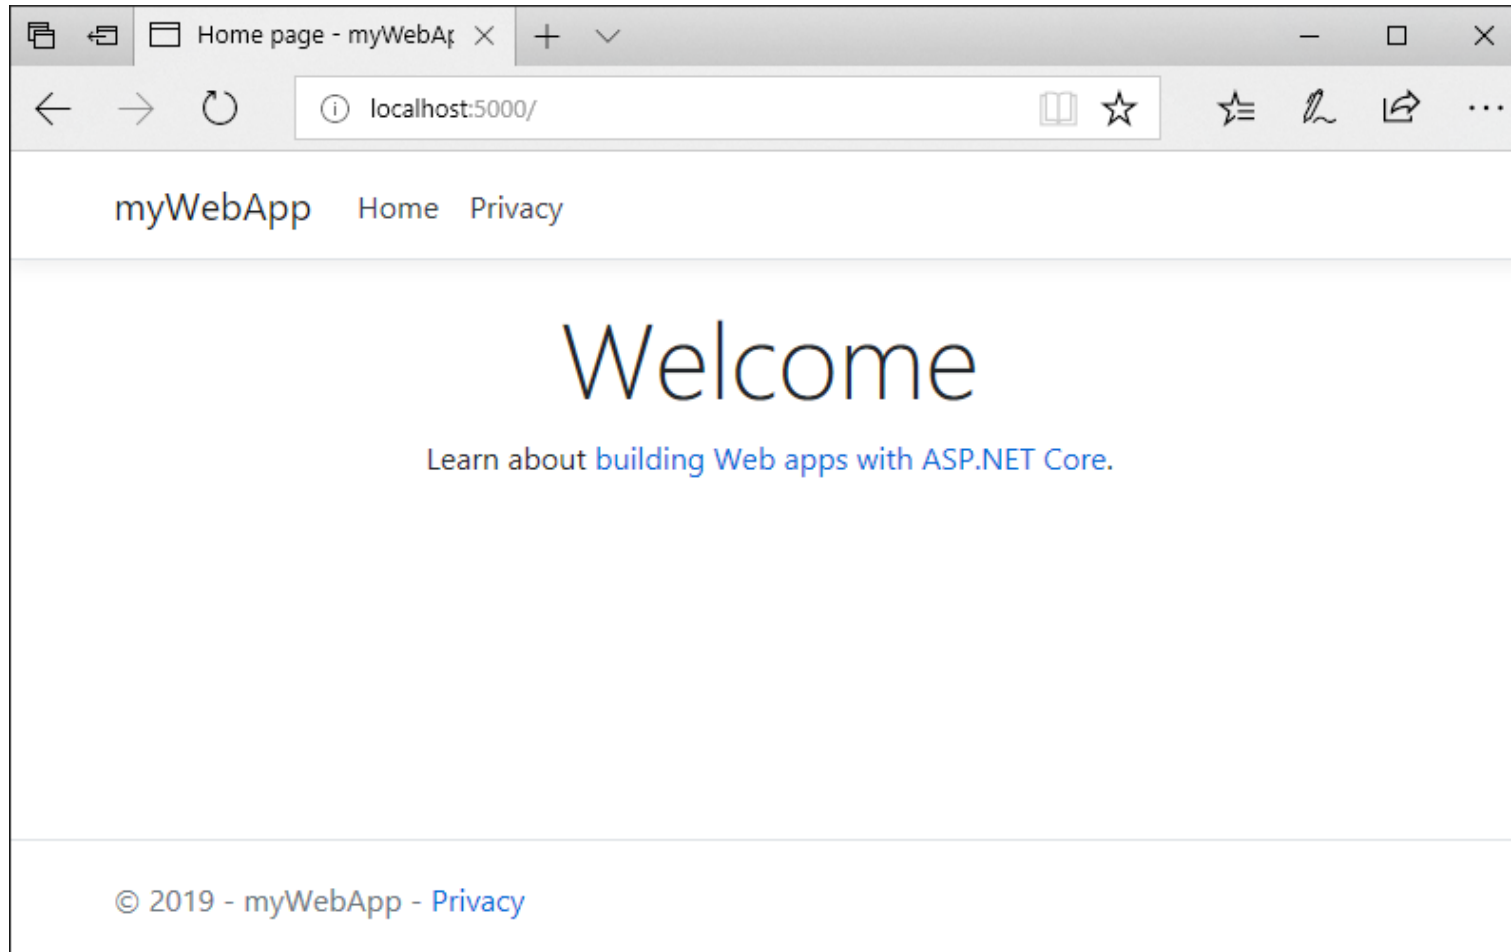 Home page - myWebAp
localhost:5000/
myWebApp Home Privacy
Welcome
Learn about building Web apps with ASP.NET Core.
© 2019 - myWebApp - Privacy